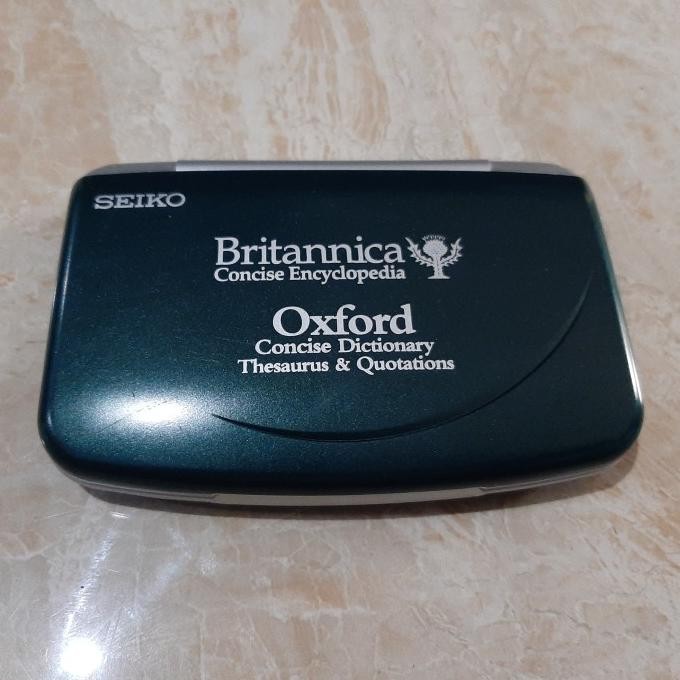 SEIKO
Britannica
Concise Encyclopedia
Oxford
Concise Dictionary
Thesaurus & Quotations